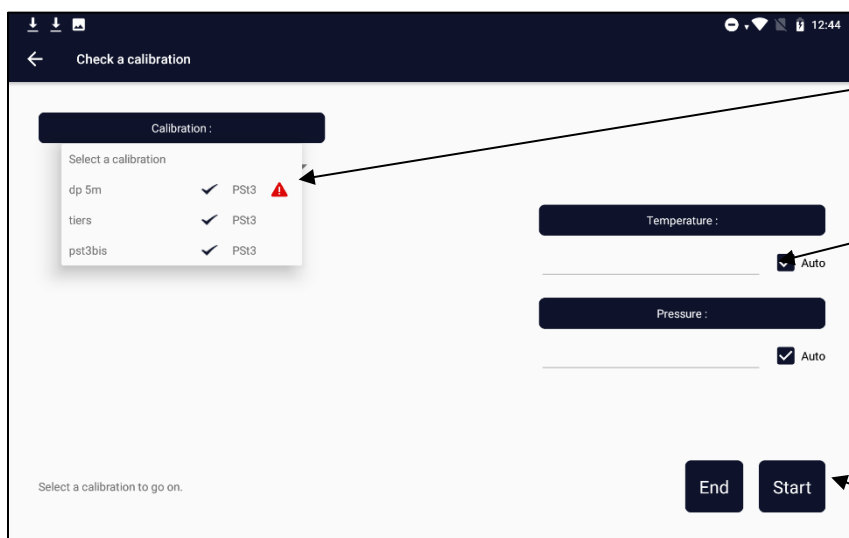 12:44
Check a calibration
Calibration :
Select a calibration
dp 5m PSt3
tiers PSt3
pst3bis PSt3
Temperature :
Auto
Pressure :
Auto
Select a calibration to go on.
End Start